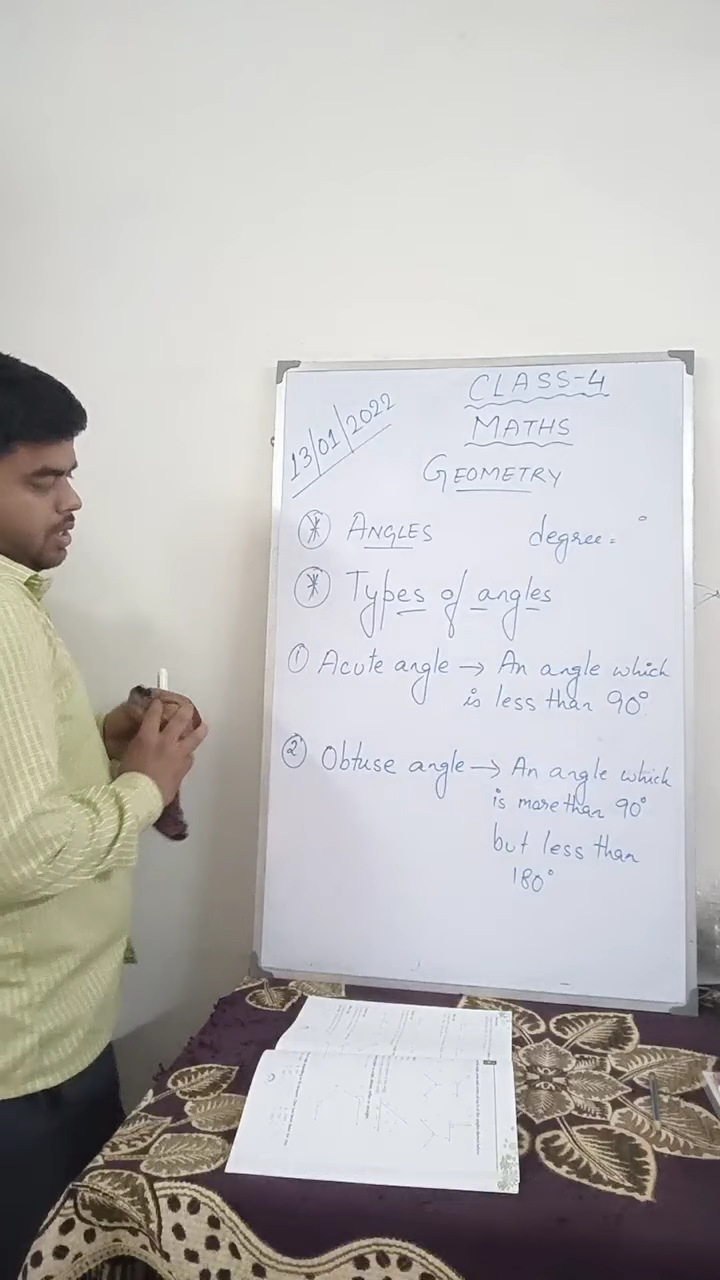 CLASS-4
13/01/2022
MATHS
GEOMETRY
* ANGLES degree = °
* Types of angles
① Acute angle → An angle which
is less than 90°
② Obtuse angle → An angle which
is more than 90°
but less than
180°